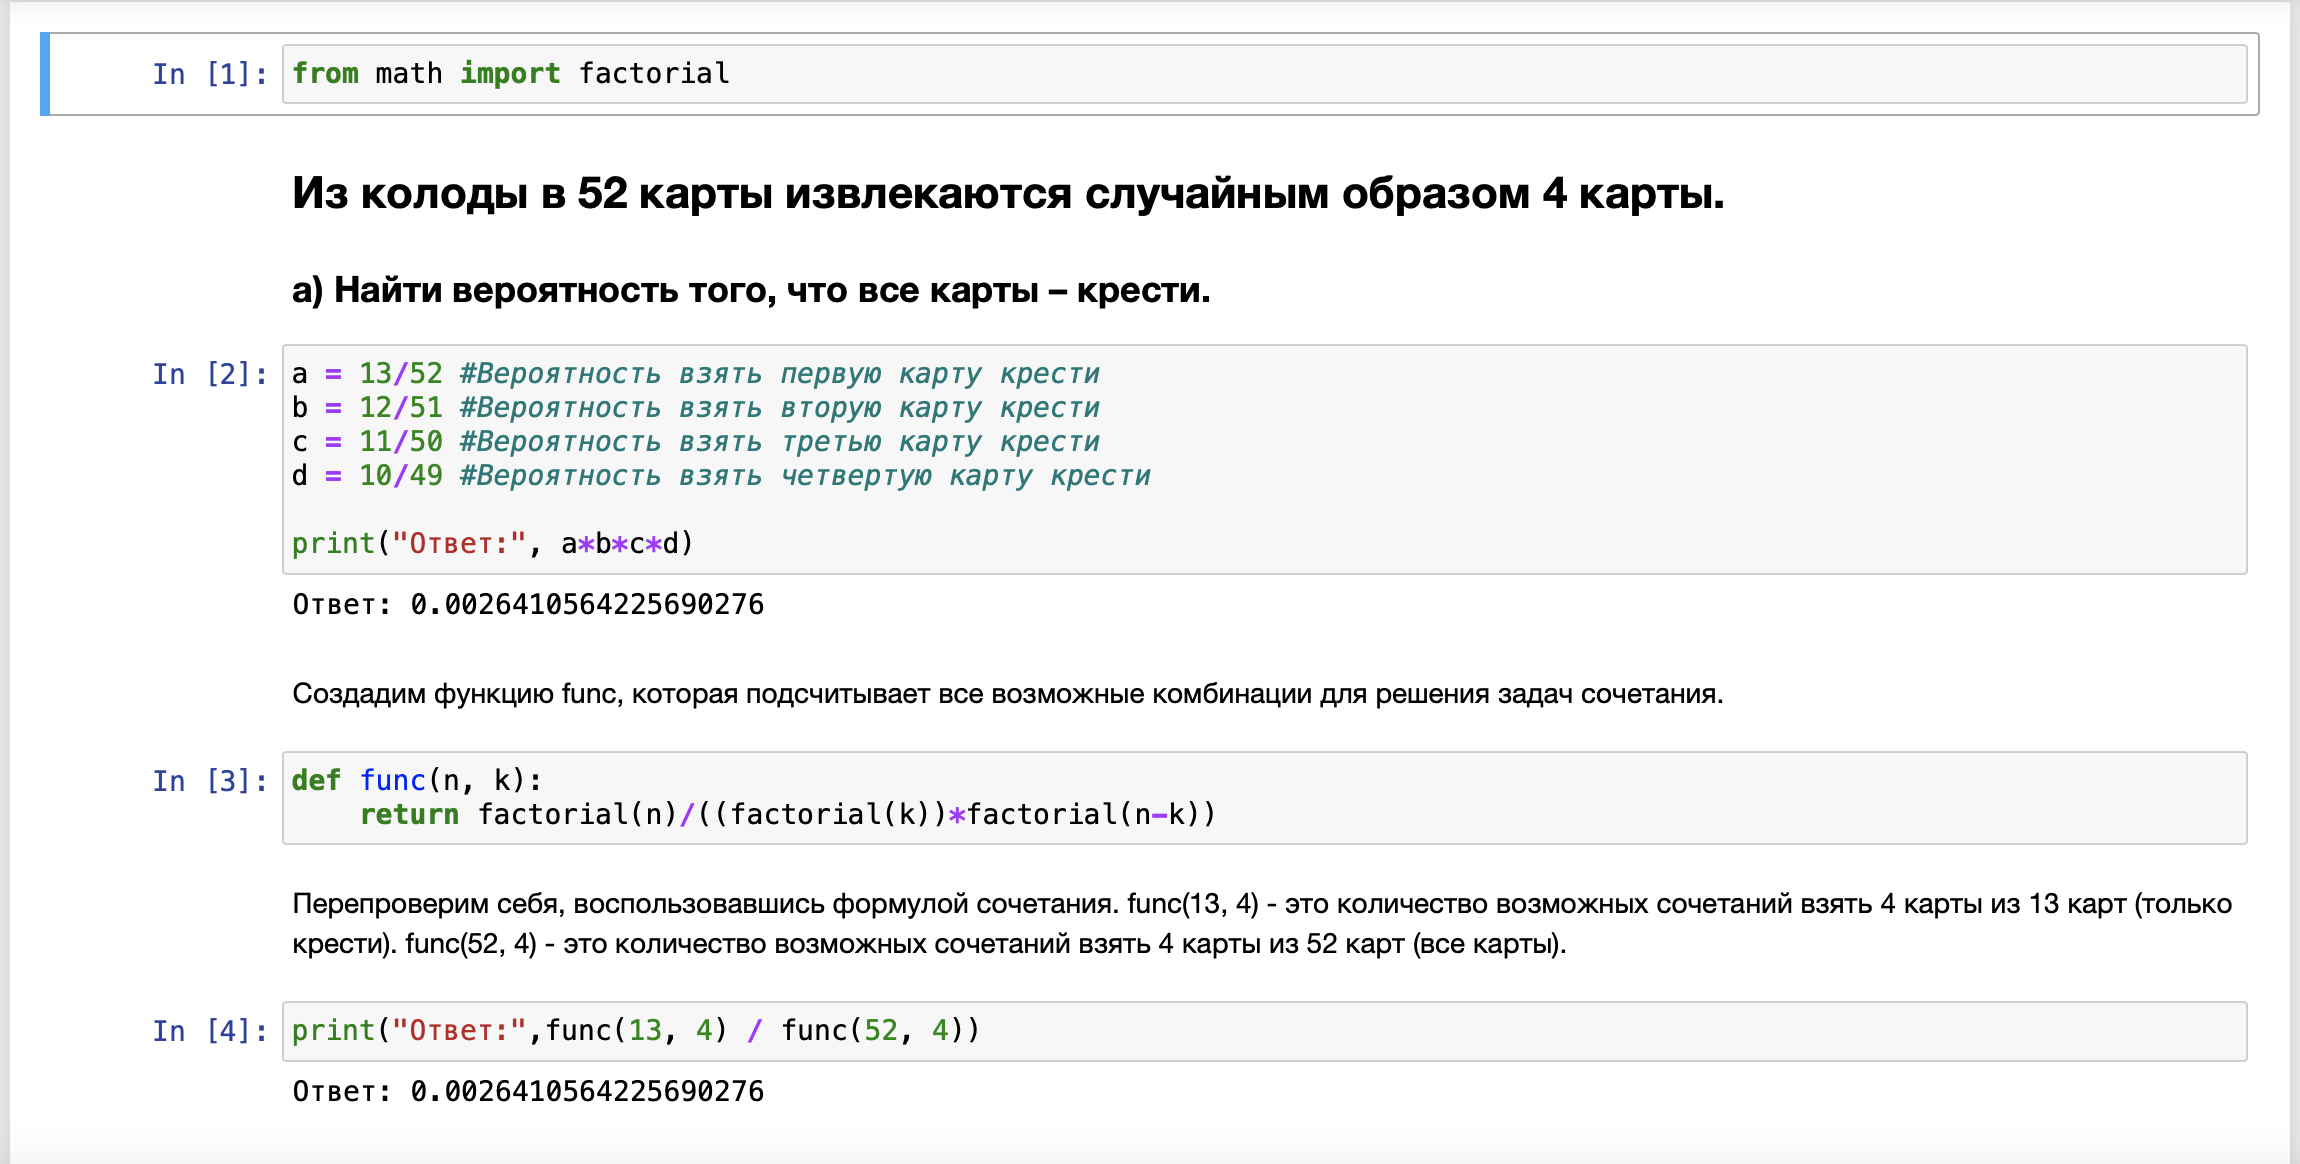 In [1]: from math import factorial
Из колоды в 52 карты извлекаются случайным образом 4 карты.
а) Найти вероятность того, что все карты – крести.
In [2]: a = 13/52 #Вероятность взять первую карту крести
b = 12/51 #Вероятность взять вторую карту крести
c = 11/50 #Вероятность взять третью карту крести
d = 10/49 #Вероятность взять четвертую карту крести
print("Ответ:", a*b*c*d)
Ответ: 0.0026410564225690276
Создадим функцию func, которая подсчитывает все возможные комбинации для решения задач сочетания.
In [3]: def func(n, k):
return factorial(n)/((factorial(k))*factorial(n-k))
Перепроверим себя, воспользовавшись формулой сочетания. func(13, 4) - это количество возможных сочетаний взять 4 карты из 13 карт (только
крести). func(52, 4) - это количество возможных сочетаний взять 4 карты из 52 карт (все карты).
In [4]: print("Ответ:",func(13, 4) / func(52, 4))
Ответ: 0.0026410564225690276